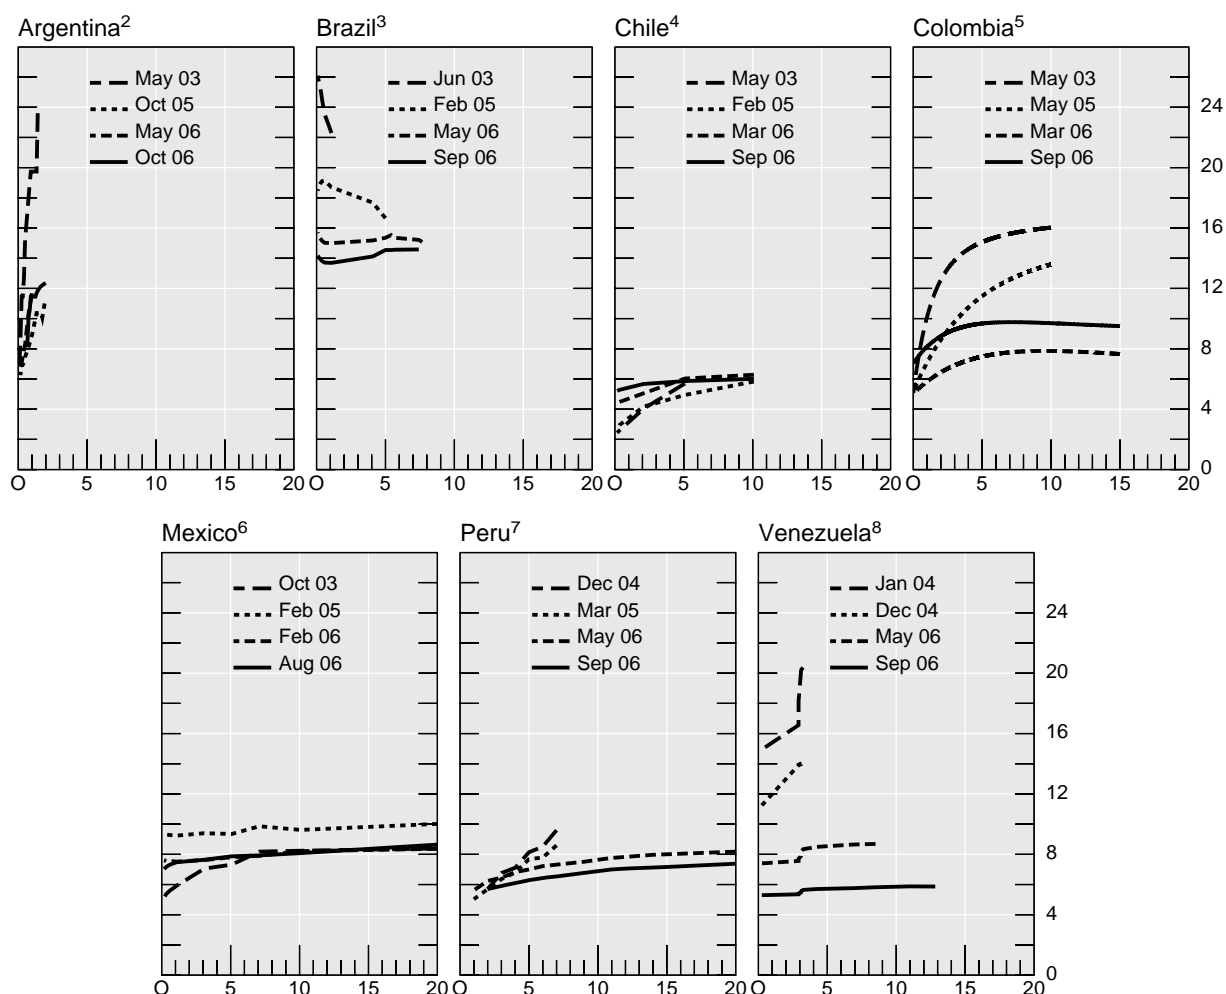 Argentina² Brazil³ Chile⁴ Colombia⁵
May 03 Jun 03 May 03 May 03
Oct 05 Feb 05 Feb 05 May 05
May 06 May 06 Mar 06 Mar 06
Oct 06 Sep 06 Sep 06 Sep 06
24
20
16
12
8
4
0
O 5 10 15 20 O 5 10 15 20 O 5 10 15 20 O 5 10 15 20
Mexico⁶ Peru⁷ Venezuela⁸
Oct 03 Dec 04 Jan 04
Feb 05 Mar 05 Dec 04
Feb 06 May 06 May 06
Aug 06 Sep 06 Sep 06
24
20
16
12
8
4
0
O 5 10 15 20 O 5 10 15 20 O 5 10 15 20